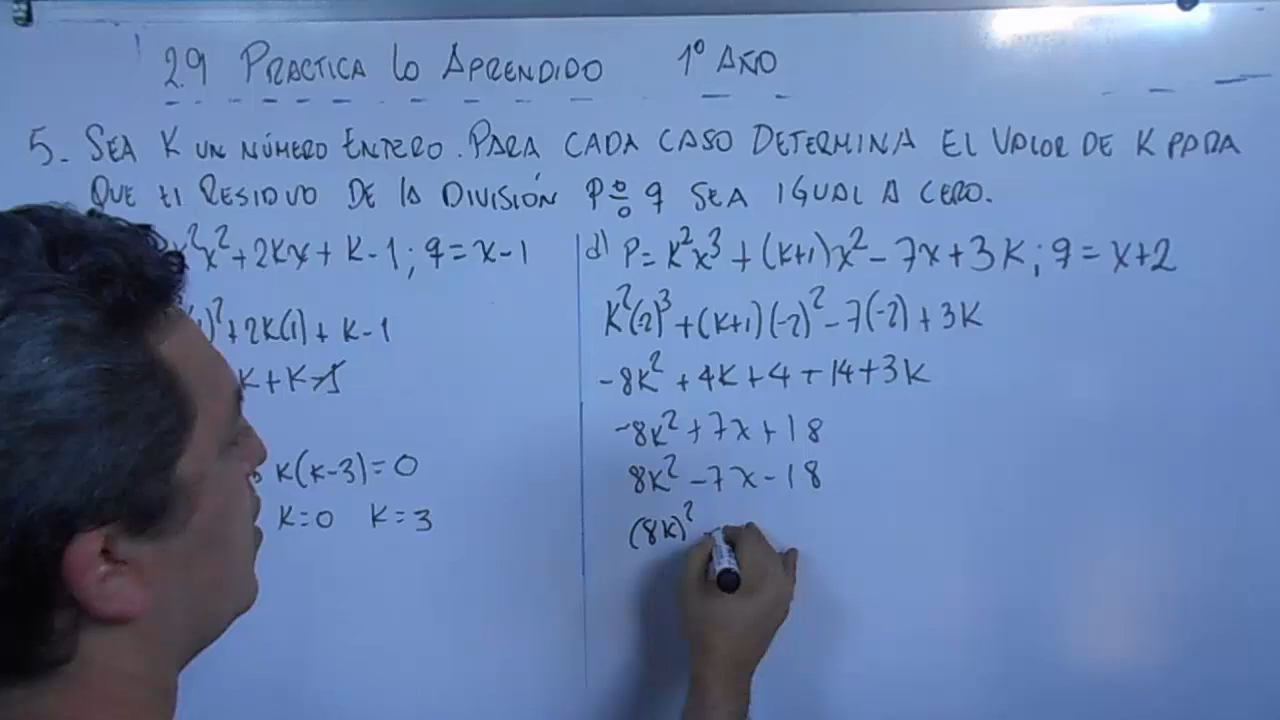 2.9 PRACTICA LO APRENDIDO 1º AÑO
5. SEA K UN NÚMERO ENTERO. PARA CADA CASO DETERMINA EL VALOR DE K PARA
QUE EL RESIDUO DE LA DIVISIÓN P ÷ q SEA IGUAL A CERO.
x² + 2Kx + K - 1 ; q = x - 1
)² + 2K(1) + K - 1
K + K - 1
K(K-3) = 0
K = 0 K = 3
d) P = K²x³ + (K+1)x² - 7x + 3K ; q = x + 2
K²(-2)³ + (K+1)(-2)² - 7(-2) + 3K
-8K² + 4K + 4 + 14 + 3K
-8K² + 7x + 18
8K² - 7x - 18
(8K)² -